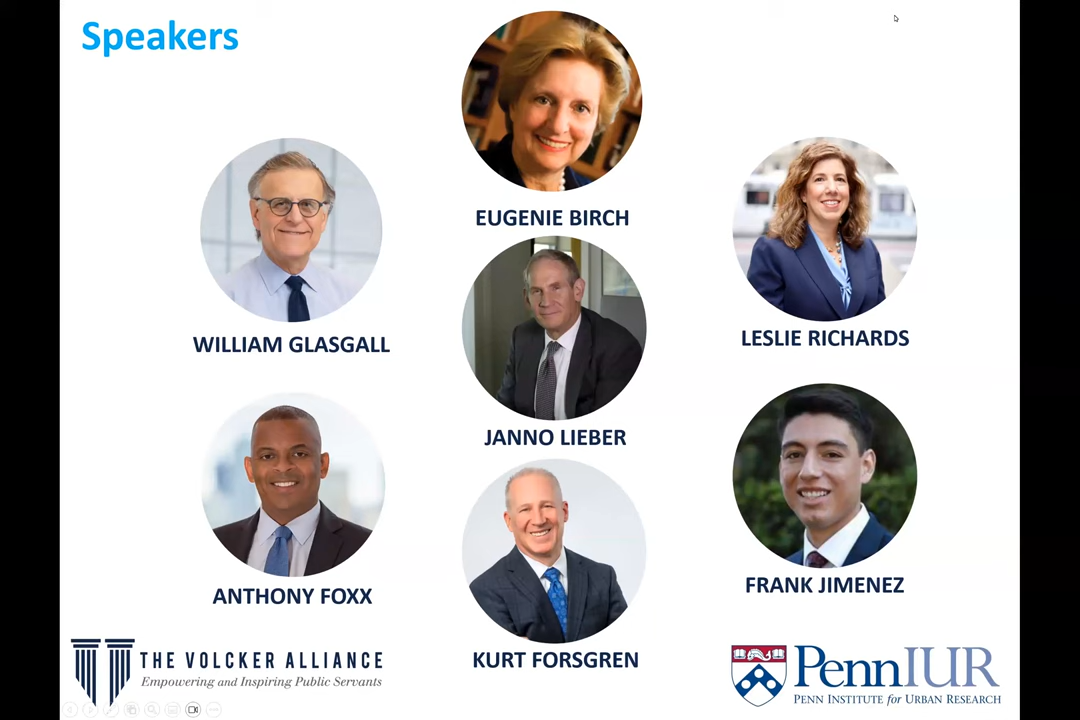 Speakers
EUGENIE BIRCH
WILLIAM GLASGALL
LESLIE RICHARDS
JANNO LIEBER
ANTHONY FOXX
FRANK JIMENEZ
KURT FORSGREN
THE VOLCKER ALLIANCE
Empowering and Inspiring Public Servants
PennIUR
PENN INSTITUTE for URBAN RESEARCH